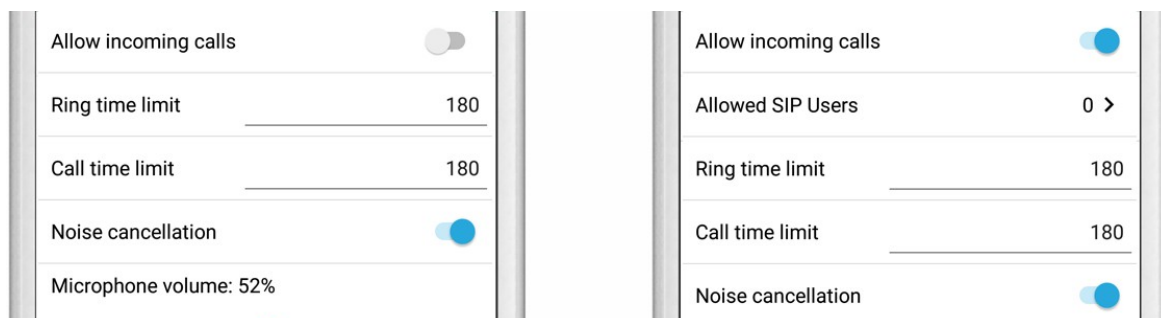 Allow incoming calls
Ring time limit 180
Call time limit 180
Noise cancellation
Microphone volume: 52%
Allow incoming calls
Allowed SIP Users 0 >
Ring time limit 180
Call time limit 180
Noise cancellation